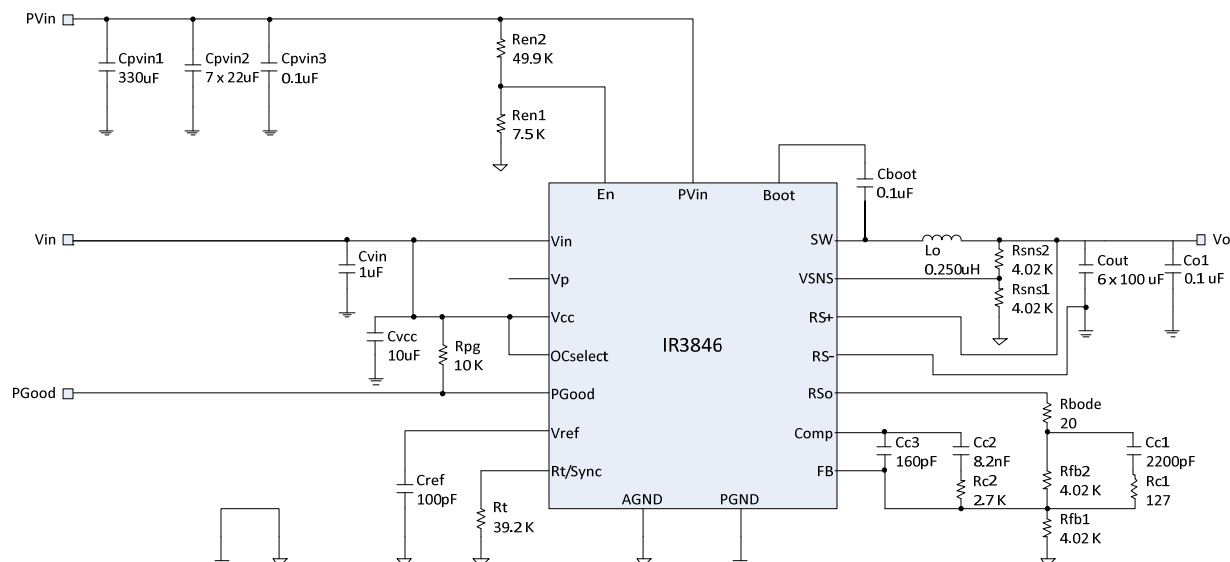 PVin
Cpvin1
330uF
Cpvin2
7 x 22uF
Cpvin3
0.1uF
Ren2
49.9 K
Ren1
7.5 K
Cboot
0.1uF
En
PVin
Boot
Vin
Cvin
1uF
Vin
Vp
Vcc
OCselect
PGood
Vref
Rt/Sync
AGND
PGND
IR3846
SW
VSNS
RS+
RS-
RSo
Comp
FB
Lo
0.250uH
Rsns2
4.02 K
Rsns1
4.02 K
Cout
6 x 100 uF
Co1
0.1 uF
Vo
Cvcc
10uF
Rpg
10 K
PGood
Cref
100pF
Rt
39.2 K
Rbode
20
Cc3
160pF
Cc2
8.2nF
Rc2
2.7 K
Rfb2
4.02 K
Cc1
2200pF
Rc1
127
Rfb1
4.02 K